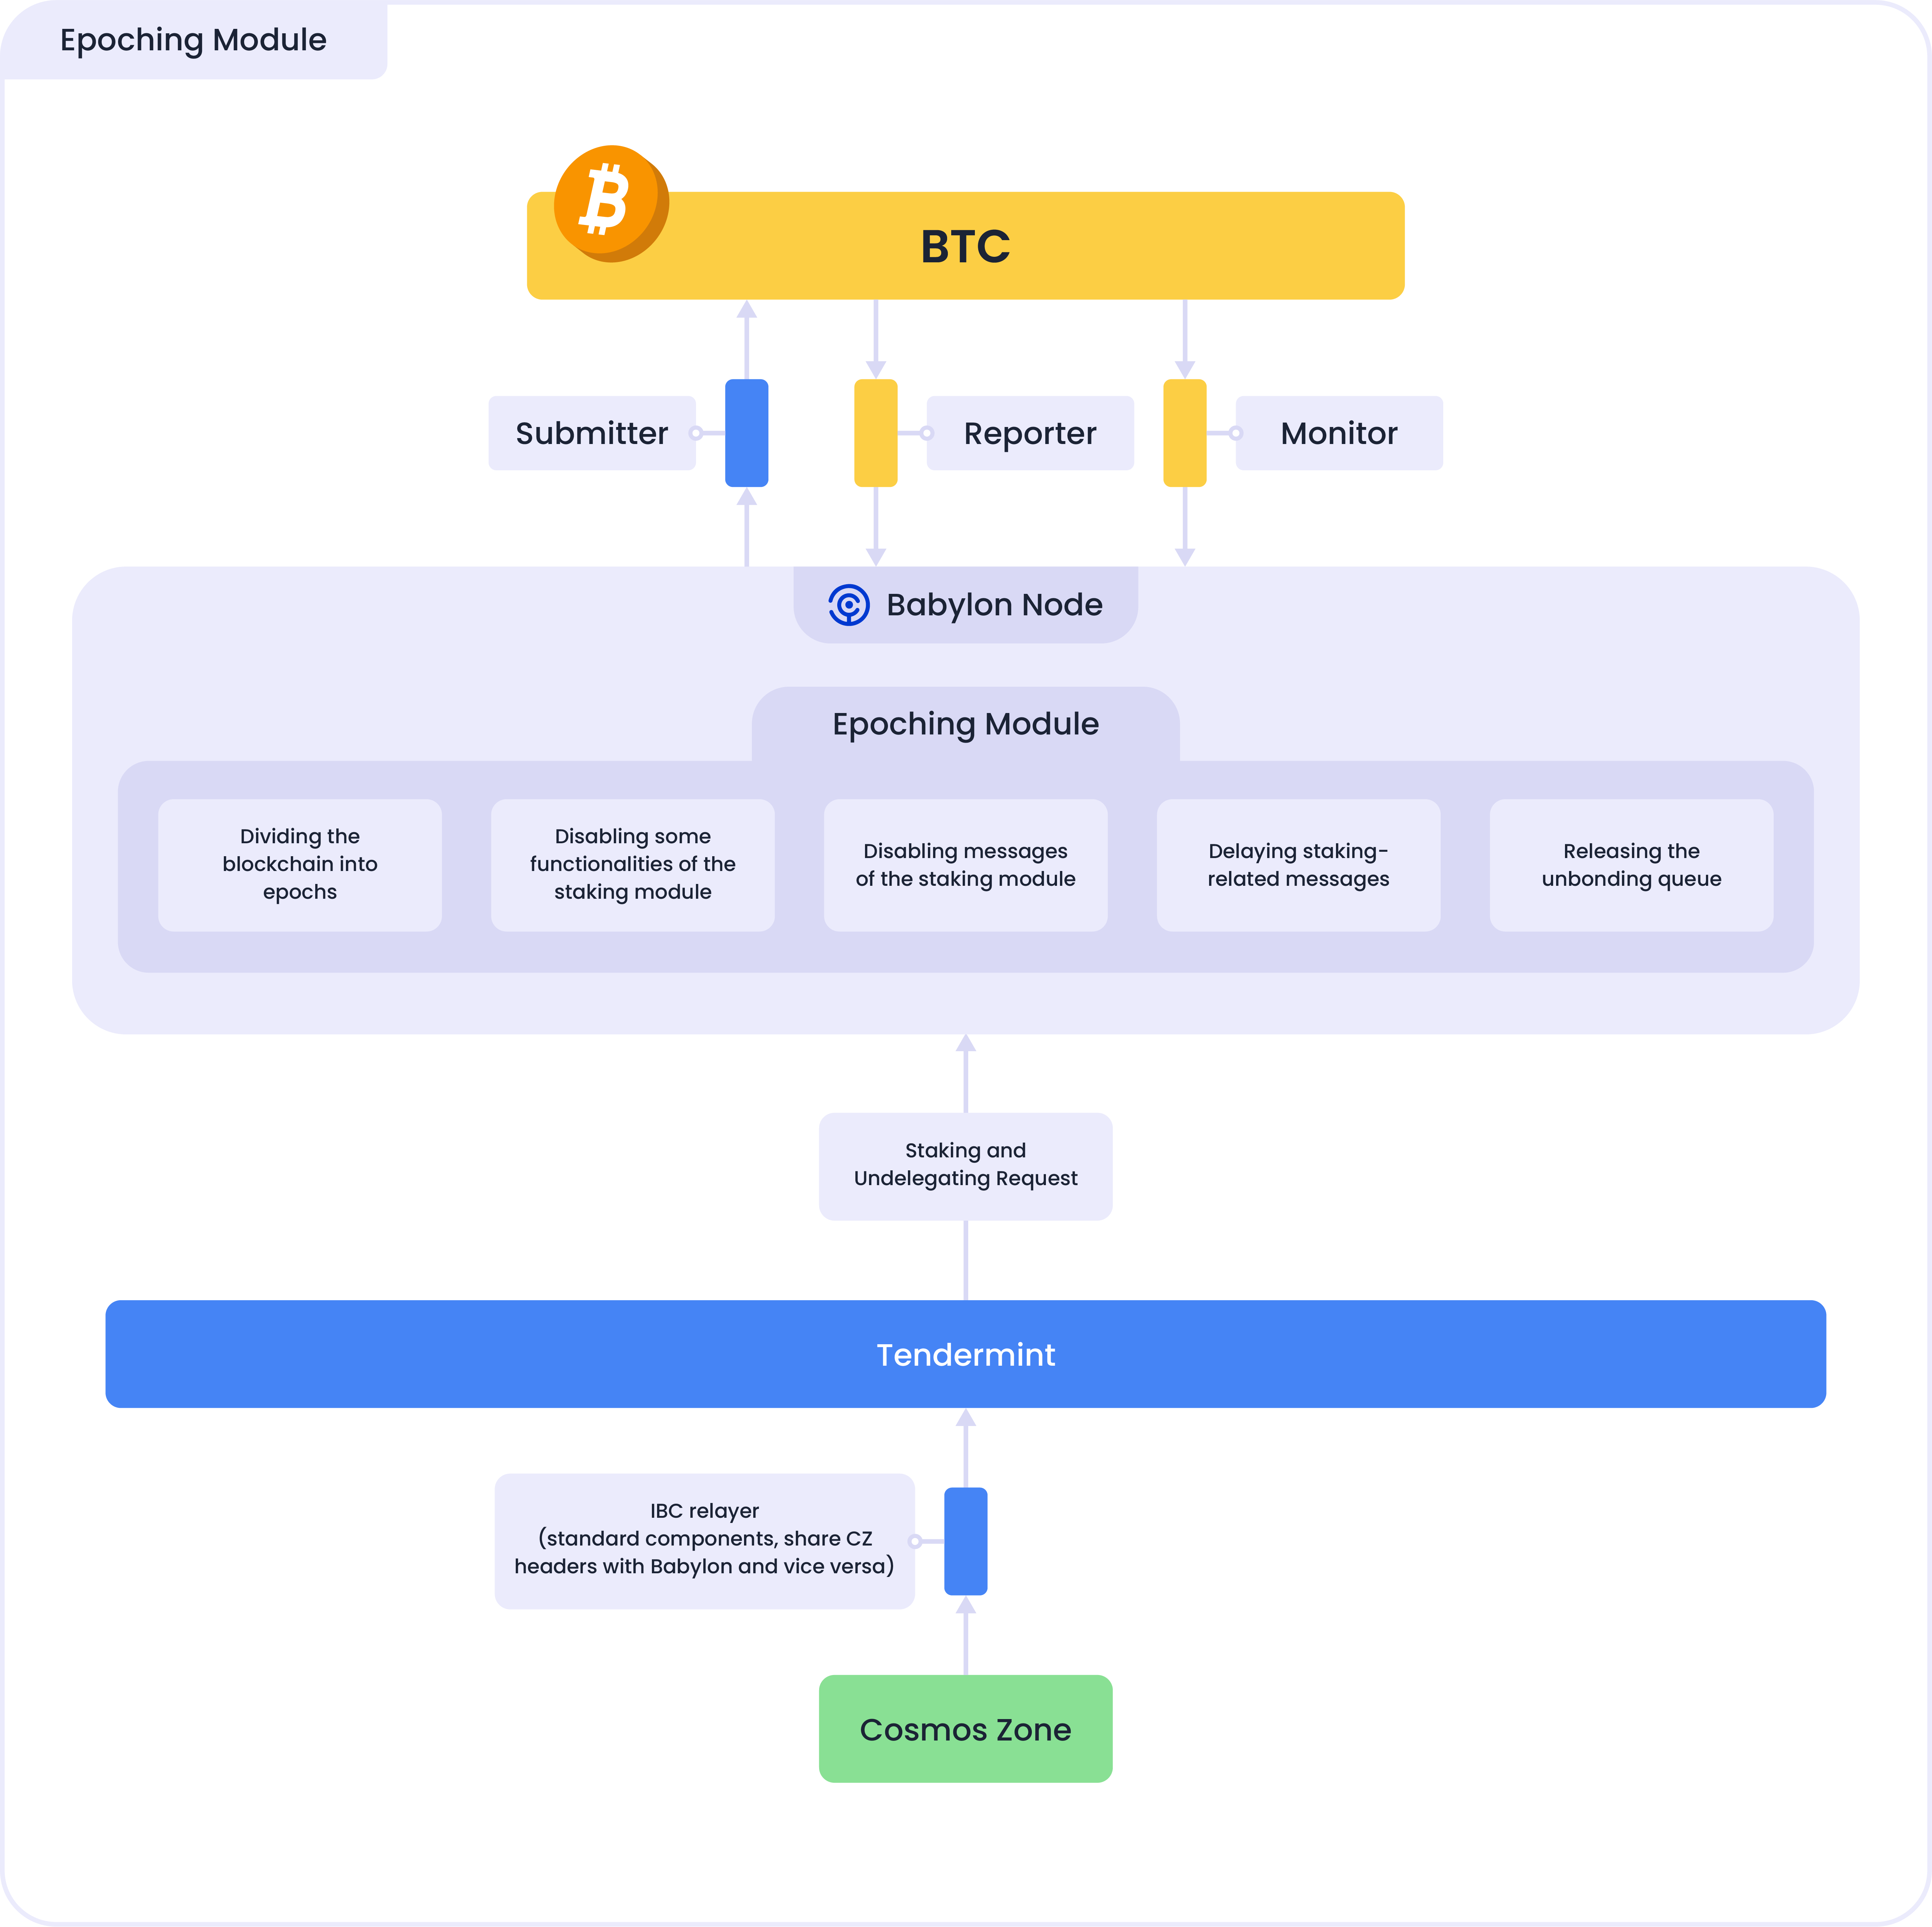 Epoching Module
BTC
Submitter
Reporter
Monitor
Babylon Node
Epoching Module
Dividing the
blockchain into
epochs
Disabling some
functionalities of the
staking module
Disabling messages
of the staking module
Delaying staking-
related messages
Releasing the
unbonding queue
Staking and
Undelegating Request
Tendermint
IBC relayer
(standard components, share CZ
headers with Babylon and vice versa)
Cosmos Zone